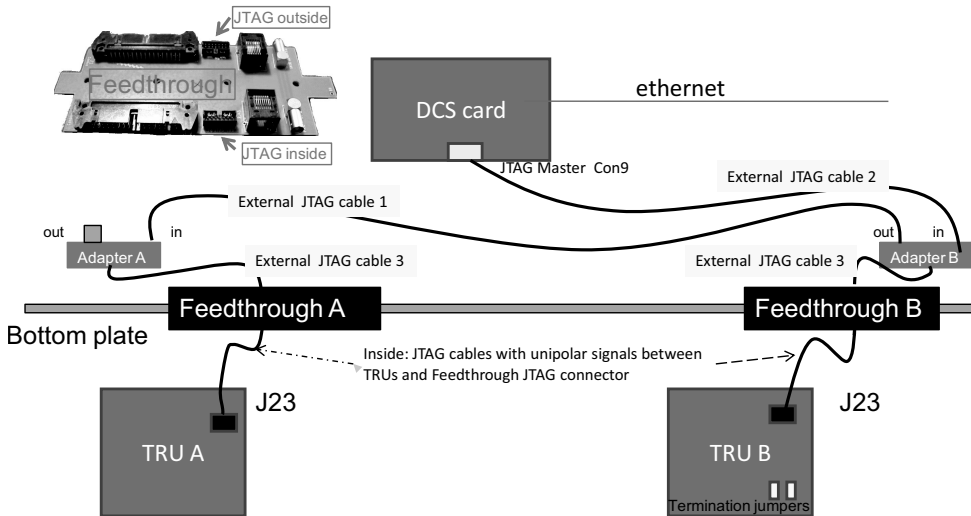 JTAG outside
Feedthrough
JTAG inside
DCS card
ethernet
JTAG Master Con9
External JTAG cable 2
External JTAG cable 1
out
in
Adapter A
out
in
Adapter B
External JTAG cable 3
External JTAG cable 3
Feedthrough A
Feedthrough B
Bottom plate
Inside: JTAG cables with unipolar signals between
TRUs and Feedthrough JTAG connector
J23
J23
TRU A
TRU B
Termination jumpers